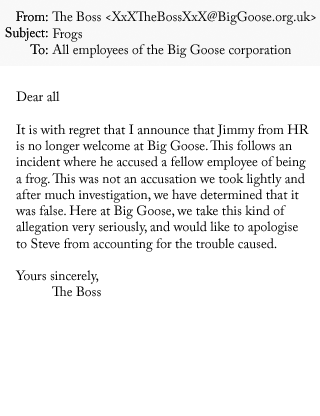 From: The Boss <XxXTheBossXxX@BigGoose.org.uk>
Subject: Frogs
To: All employees of the Big Goose corporation
Dear all
It is with regret that I announce that Jimmy from HR
is no longer welcome at Big Goose. This follows an
incident where he accused a fellow employee of being
a frog. This was not an accusation we took lightly and
after much investigation, we have determined that it
was false. Here at Big Goose, we take this kind of
allegation very seriously, and would like to apologise
to Steve from accounting for the trouble caused.
Yours sincerely,
The Boss